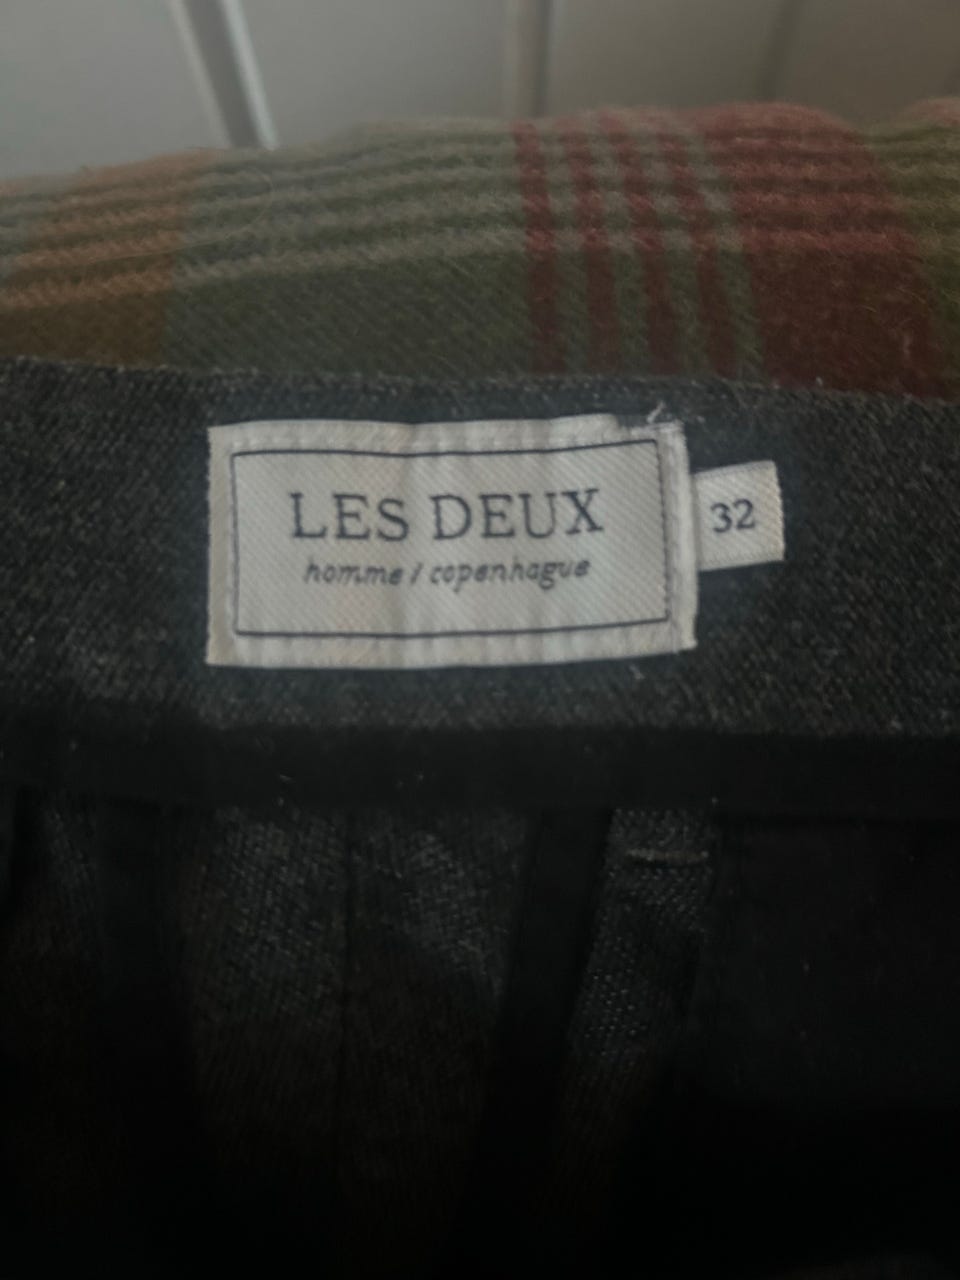 LES DEUX
homme / copenhague
32